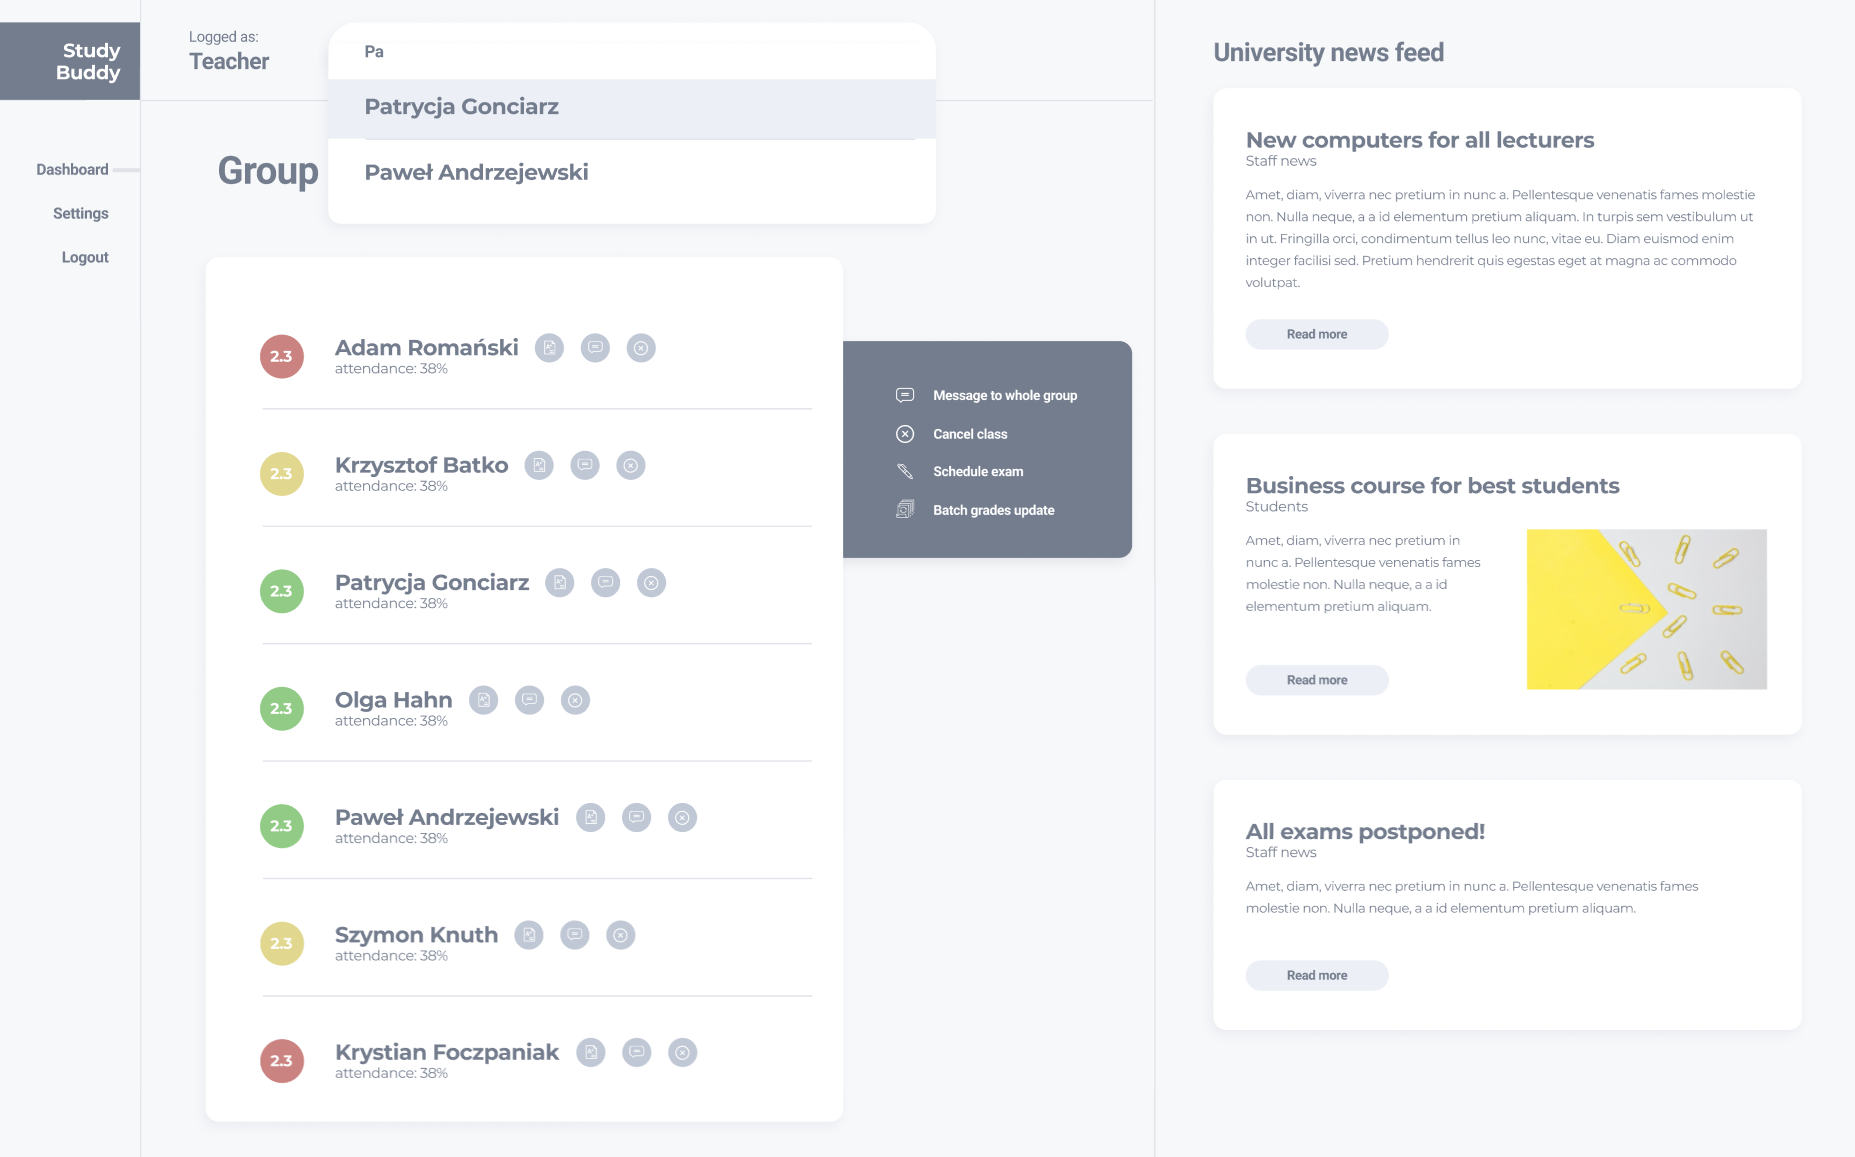 Study
Buddy
Dashboard
Settings
Logout
Logged as:
Teacher
Pa
Patrycja Gonciarz
Paweł Andrzejewski
Group
2.3
Adam Romański
attendance: 38%
2.3
Krzysztof Batko
attendance: 38%
2.3
Patrycja Gonciarz
attendance: 38%
2.3
Olga Hahn
attendance: 38%
2.3
Paweł Andrzejewski
attendance: 38%
2.3
Szymon Knuth
attendance: 38%
2.3
Krystian Foczpaniak
attendance: 38%
Message to whole group
Cancel class
Schedule exam
Batch grades update
University news feed
New computers for all lecturers
Staff news
Amet, diam, viverra nec pretium in nunc a. Pellentesque venenatis fames molestie
non. Nulla neque, a a id elementum pretium aliquam. In turpis sem vestibulum ut
in ut. Fringilla orci, condimentum tellus leo nunc, vitae eu. Diam euismod enim
integer facilisi sed. Pretium hendrerit quis egestas eget at magna ac commodo
volutpat.
Read more
Business course for best students
Students
Amet, diam, viverra nec pretium in
nunc a. Pellentesque venenatis fames
molestie non. Nulla neque, a a id
elementum pretium aliquam.
Read more
All exams postponed!
Staff news
Amet, diam, viverra nec pretium in nunc a. Pellentesque venenatis fames
molestie non. Nulla neque, a a id elementum pretium aliquam.
Read more